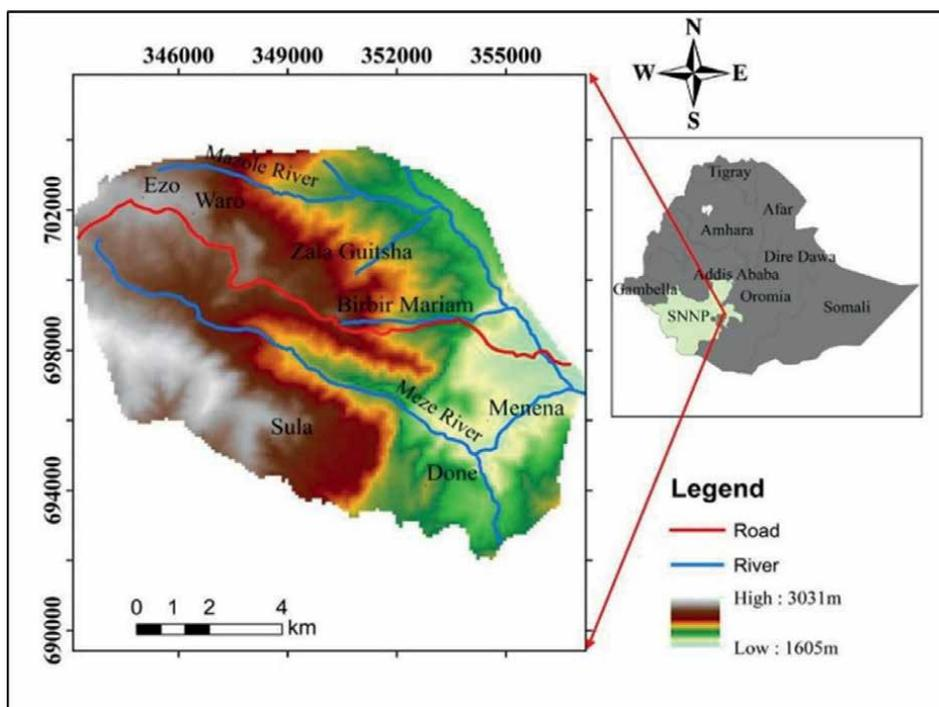 346000 349000 352000 355000
N
W E
S
702000
698000
694000
690000
Mazole River
Ezo
Waro
Zala Guitsha
Birbir Mariam
Meze River
Menena
Sula
Done
0 1 2 4
km
Tigray
Afar
Amhara
Dire Dawa
Addis Ababa
Gambella
Oromia
SNNP
Somali
Legend
Road
River
High : 3031m
Low : 1605m